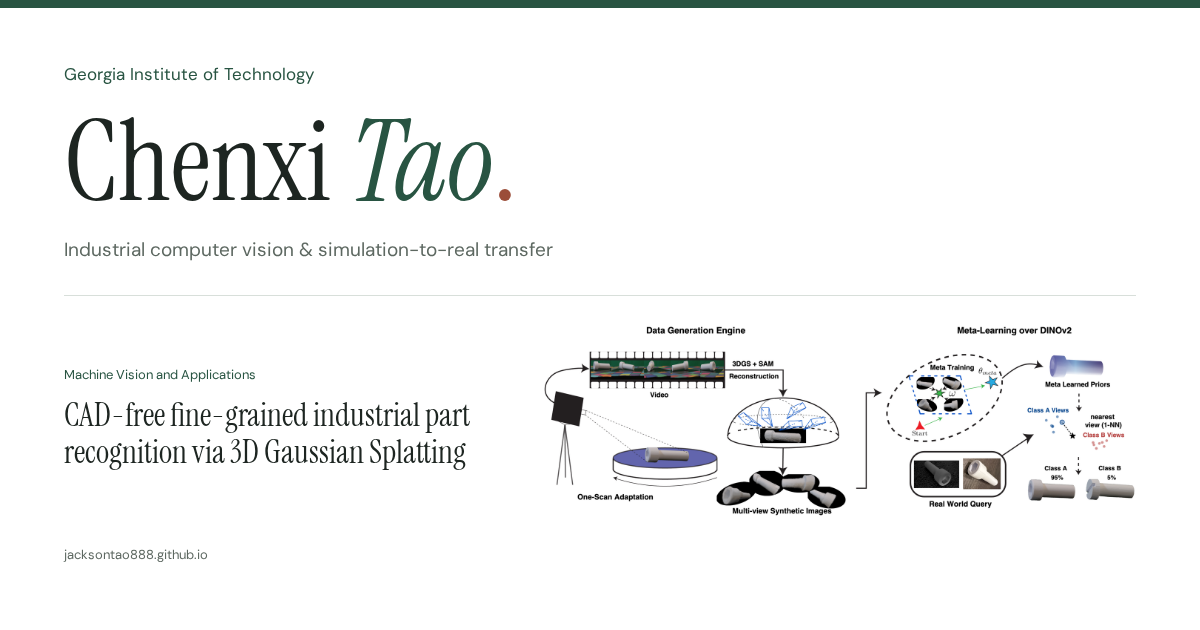 Georgia Institute of Technology
Chenxi Tao.
Industrial computer vision & simulation-to-real transfer
Machine Vision and Applications
CAD-free fine-grained industrial part
recognition via 3D Gaussian Splatting
jacksontao888.github.io
Data Generation Engine
Video
3DGS + SAM
Reconstruction
One-Scan Adaptation
Multi-view Synthetic Images
Meta-Learning over DINOv2
Meta Training
Start
Meta Learned Priors
Class A Views
nearest
view (1-NN)
Class B Views
Real World Query
Class A
95%
Class B
5%